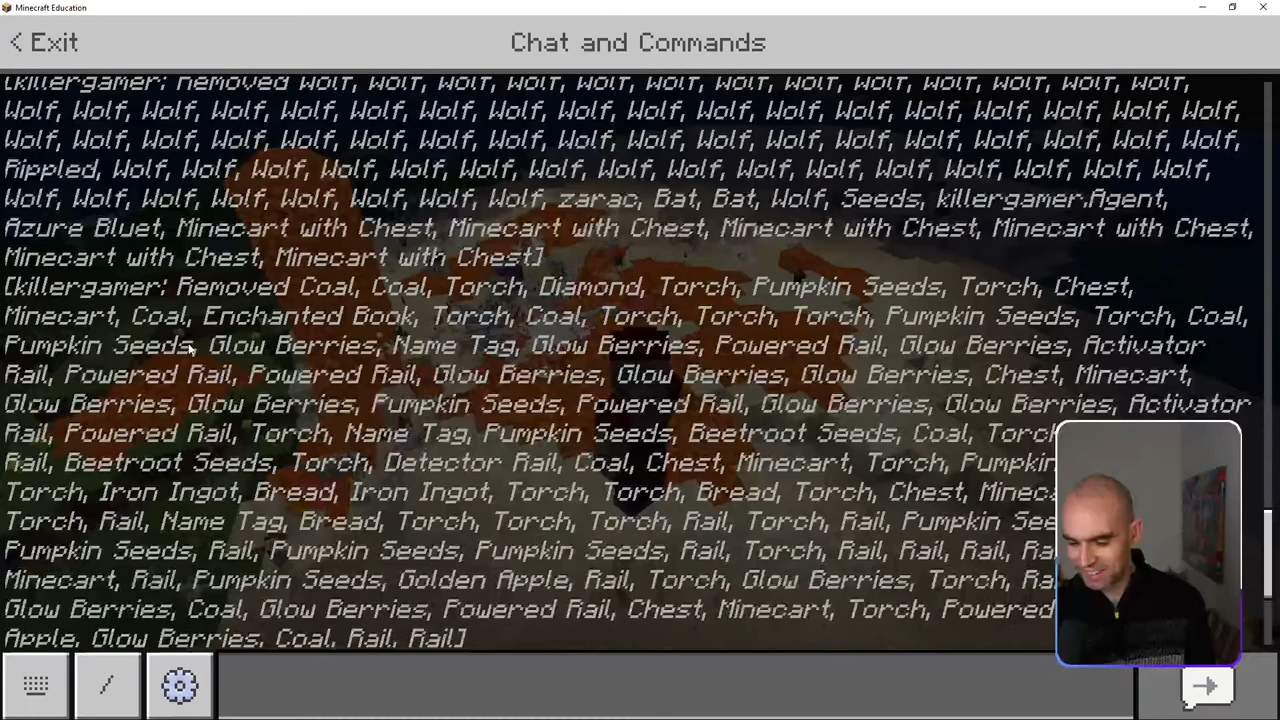 Minecraft Education
< Exit
Chat and Commands
[killergamer: Removed Wolf, Wolf, Wolf, Wolf, Wolf, Wolf, Wolf, Wolf, Wolf, Wolf, Wolf, Wolf, Wolf,
Wolf, Wolf, Wolf, Wolf, Wolf, Wolf, Wolf, Wolf, Wolf, Wolf, Wolf, Wolf, Wolf, Wolf, Wolf, Wolf, Wolf, Wolf,
Wolf, Wolf, Wolf, Wolf, Wolf, Wolf, Wolf, Wolf, Wolf, Wolf, Wolf, Wolf, Wolf, Wolf, Wolf, Wolf, Wolf, Wolf,
Rippled, Wolf, Wolf, Wolf, Wolf, Wolf, Wolf, Wolf, Wolf, Wolf, Wolf, Wolf, Wolf, Wolf, Wolf, Wolf, Wolf,
Wolf, Wolf, Wolf, Wolf, Wolf, Wolf, Wolf, Wolf, zarac, Bat, Bat, Wolf, Seeds, killergamer.Agent,
Azure Bluet, Minecart with Chest, Minecart with Chest, Minecart with Chest, Minecart with Chest,
Minecart with Chest, Minecart with Chest]
[killergamer: Removed Coal, Coal, Torch, Diamond, Torch, Pumpkin Seeds, Torch, Chest,
Minecart, Coal, Enchanted Book, Torch, Coal, Torch, Torch, Torch, Pumpkin Seeds, Torch, Coal,
Pumpkin Seeds, Glow Berries, Name Tag, Glow Berries, Powered Rail, Glow Berries, Activator
Rail, Powered Rail, Powered Rail, Glow Berries, Glow Berries, Glow Berries, Chest, Minecart,
Glow Berries, Glow Berries, Pumpkin Seeds, Powered Rail, Glow Berries, Glow Berries, Activator
Rail, Powered Rail, Torch, Name Tag, Pumpkin Seeds, Beetroot Seeds, Coal,
Rail, Beetroot Seeds, Torch, Detector Rail, Coal, Chest, Minecart, Torch,
Torch, Iron Ingot, Bread, Iron Ingot, Torch, Torch, Bread, Torch, Chest,
Torch, Rail, Name Tag, Bread, Torch, Torch, Torch, Rail, Torch, Rail, Pumpkin
Pumpkin Seeds, Rail, Pumpkin Seeds, Pumpkin Seeds, Rail, Torch, Rail, Rail, Rail,
Minecart, Rail, Pumpkin Seeds, Golden Apple, Rail, Torch, Glow Berries, Torch,
Glow Berries, Coal, Glow Berries, Powered Rail, Chest, Minecart, Torch, Powered
Apple, Glow Berries, Coal, Rail, Rail]